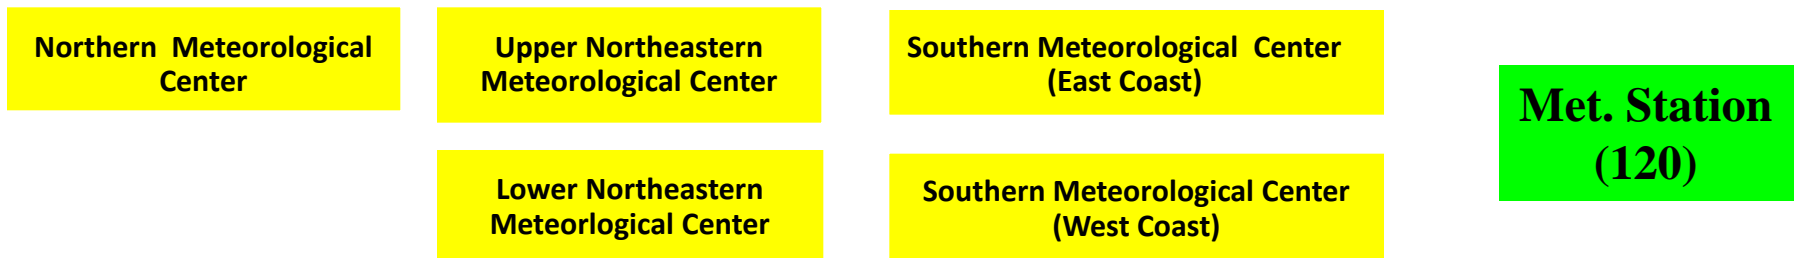 Northern Meteorological
Center
Upper Northeastern
Meteorological Center
Southern Meteorological Center
(East Coast)
Lower Northeastern
Meteorlogical Center
Southern Meteorological Center
(West Coast)
Met. Station
(120)